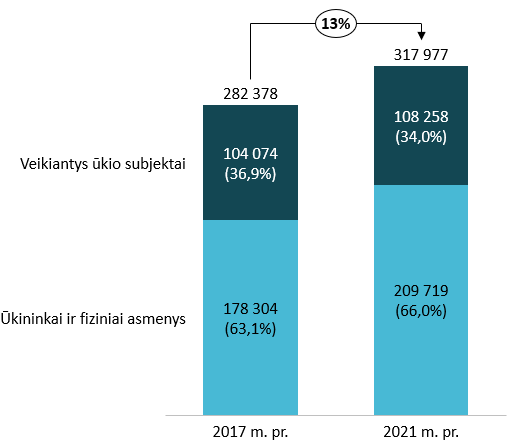 13%
282 378
317 977
Veikiantys ūkio subjektai
104 074
(36,9%)
108 258
(34,0%)
Ūkininkai ir fiziniai asmenys
178 304
(63,1%)
209 719
(66,0%)
2017 m. pr.
2021 m. pr.